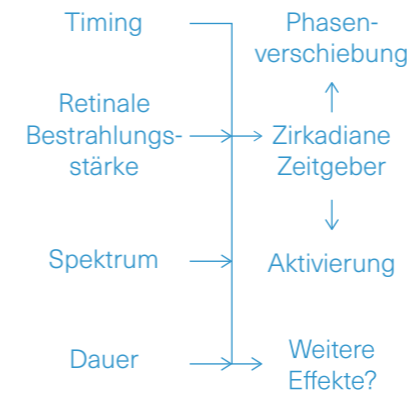 Timing
Phasen-
verschiebung
Retinale
Bestrahlungs-
stärke
Zirkadiane
Zeitgeber
Spektrum
Aktivierung
Dauer
Weitere
Effekte?